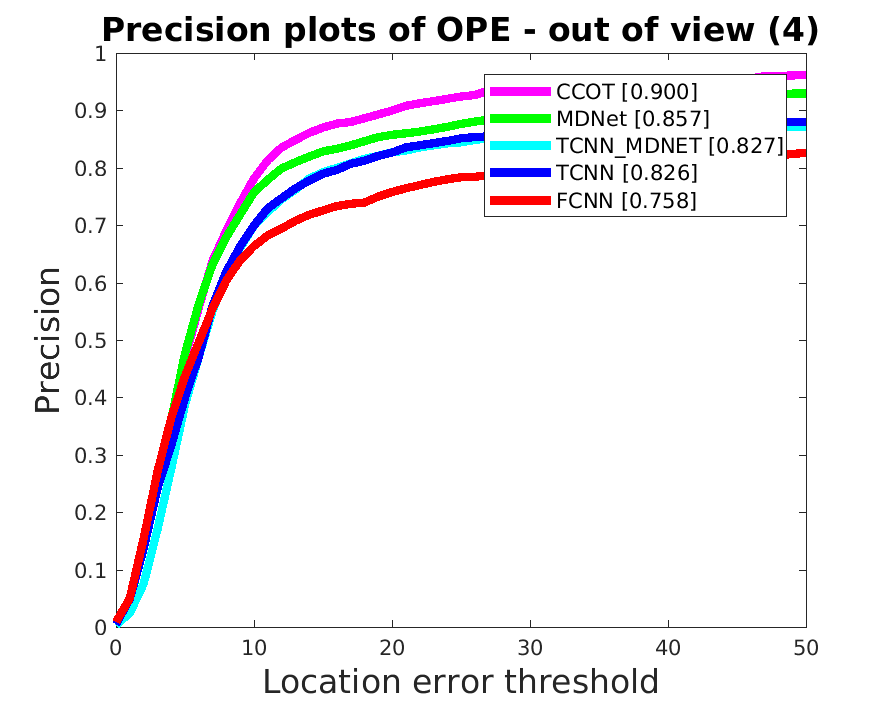 Precision plots of OPE - out of view (4)
1
0.9
0.8
0.7
0.6
0.5
0.4
0.3
0.2
0.1
0
Precision
CCOT [0.900]
MDNet [0.857]
TCNN_MDNET [0.827]
TCNN [0.826]
FCNN [0.758]
0 10 20 30 40 50
Location error threshold